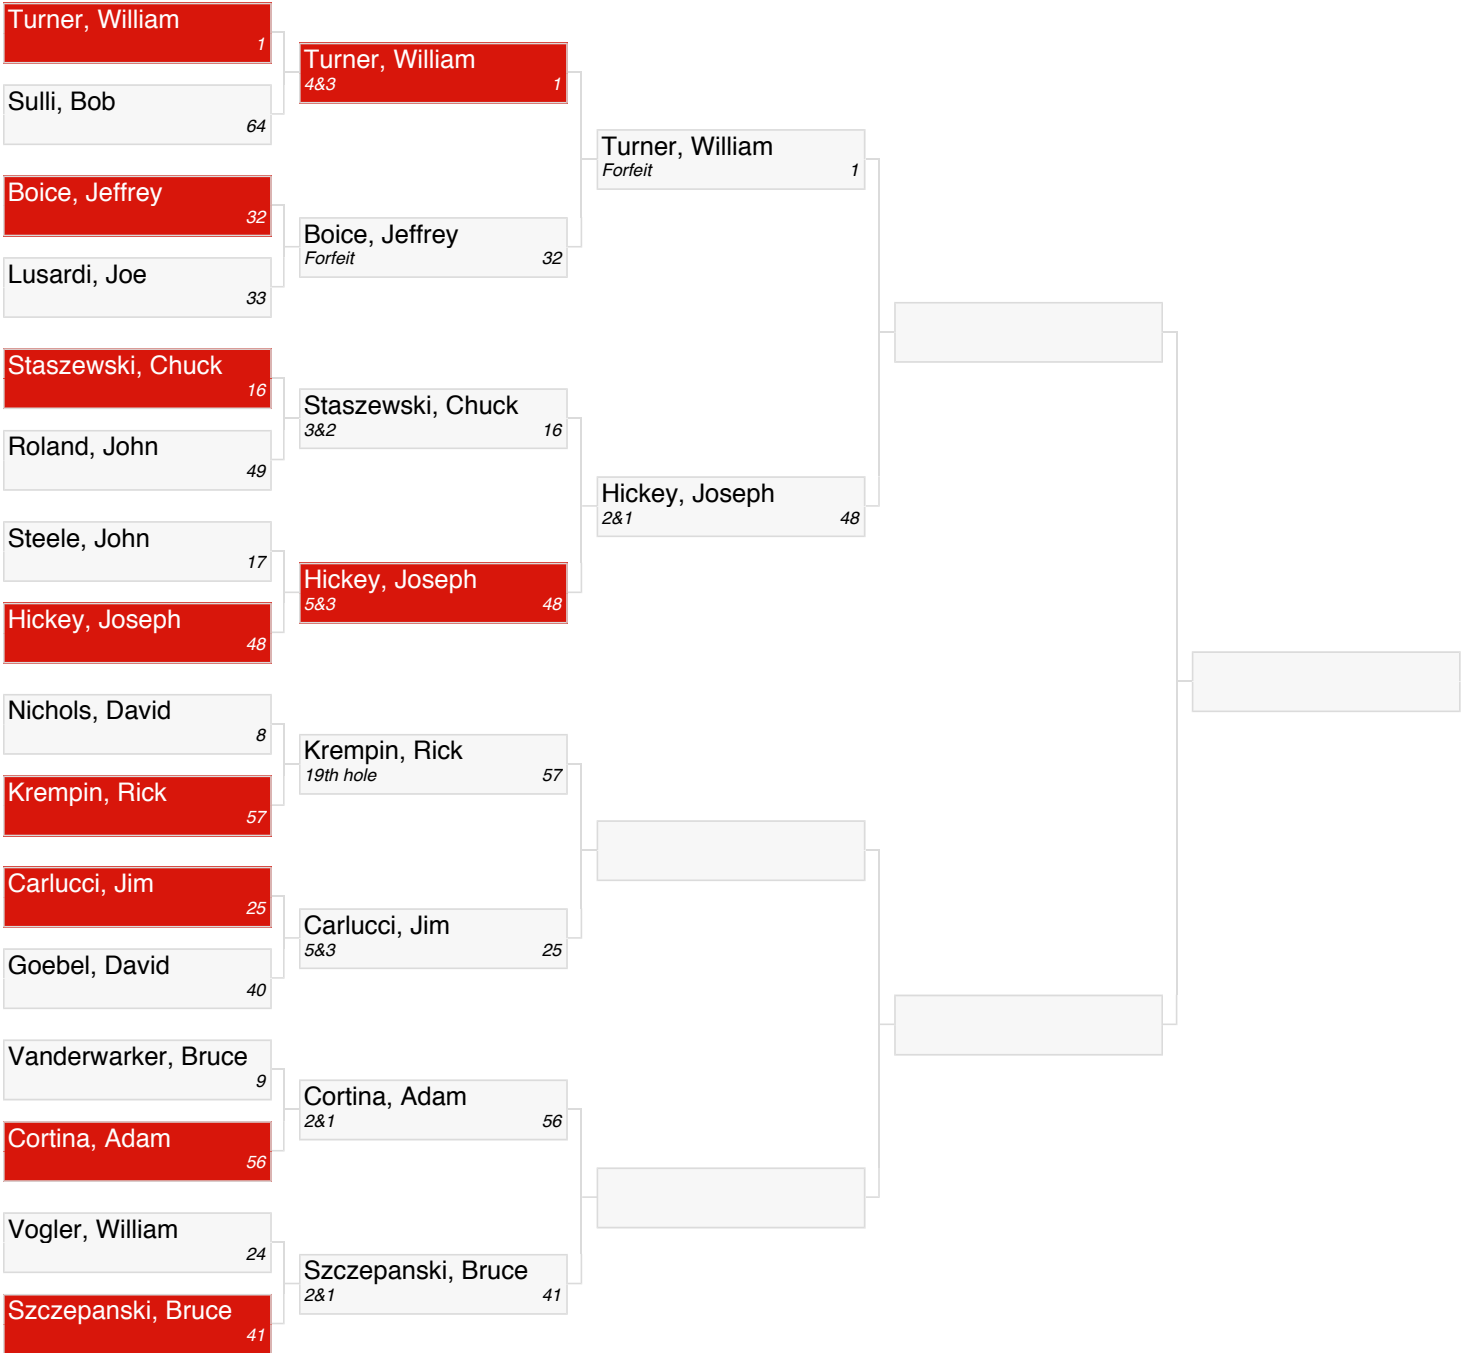 Turner, William
1
Sulli, Bob
64
Boice, Jeffrey
32
Lusardi, Joe
33
Staszewski, Chuck
16
Roland, John
49
Steele, John
17
Hickey, Joseph
48
Nichols, David
8
Krempin, Rick
57
Carlucci, Jim
25
Goebel, David
40
Vanderwarker, Bruce
9
Cortina, Adam
56
Vogler, William
24
Szczepanski, Bruce
41
Turner, William
4&3 1
Boice, Jeffrey
Forfeit 32
Staszewski, Chuck
3&2 16
Hickey, Joseph
5&3 48
Krempin, Rick
19th hole 57
Carlucci, Jim
5&3 25
Cortina, Adam
2&1 56
Szczepanski, Bruce
2&1 41
Turner, William
Forfeit 1
Hickey, Joseph
2&1 48